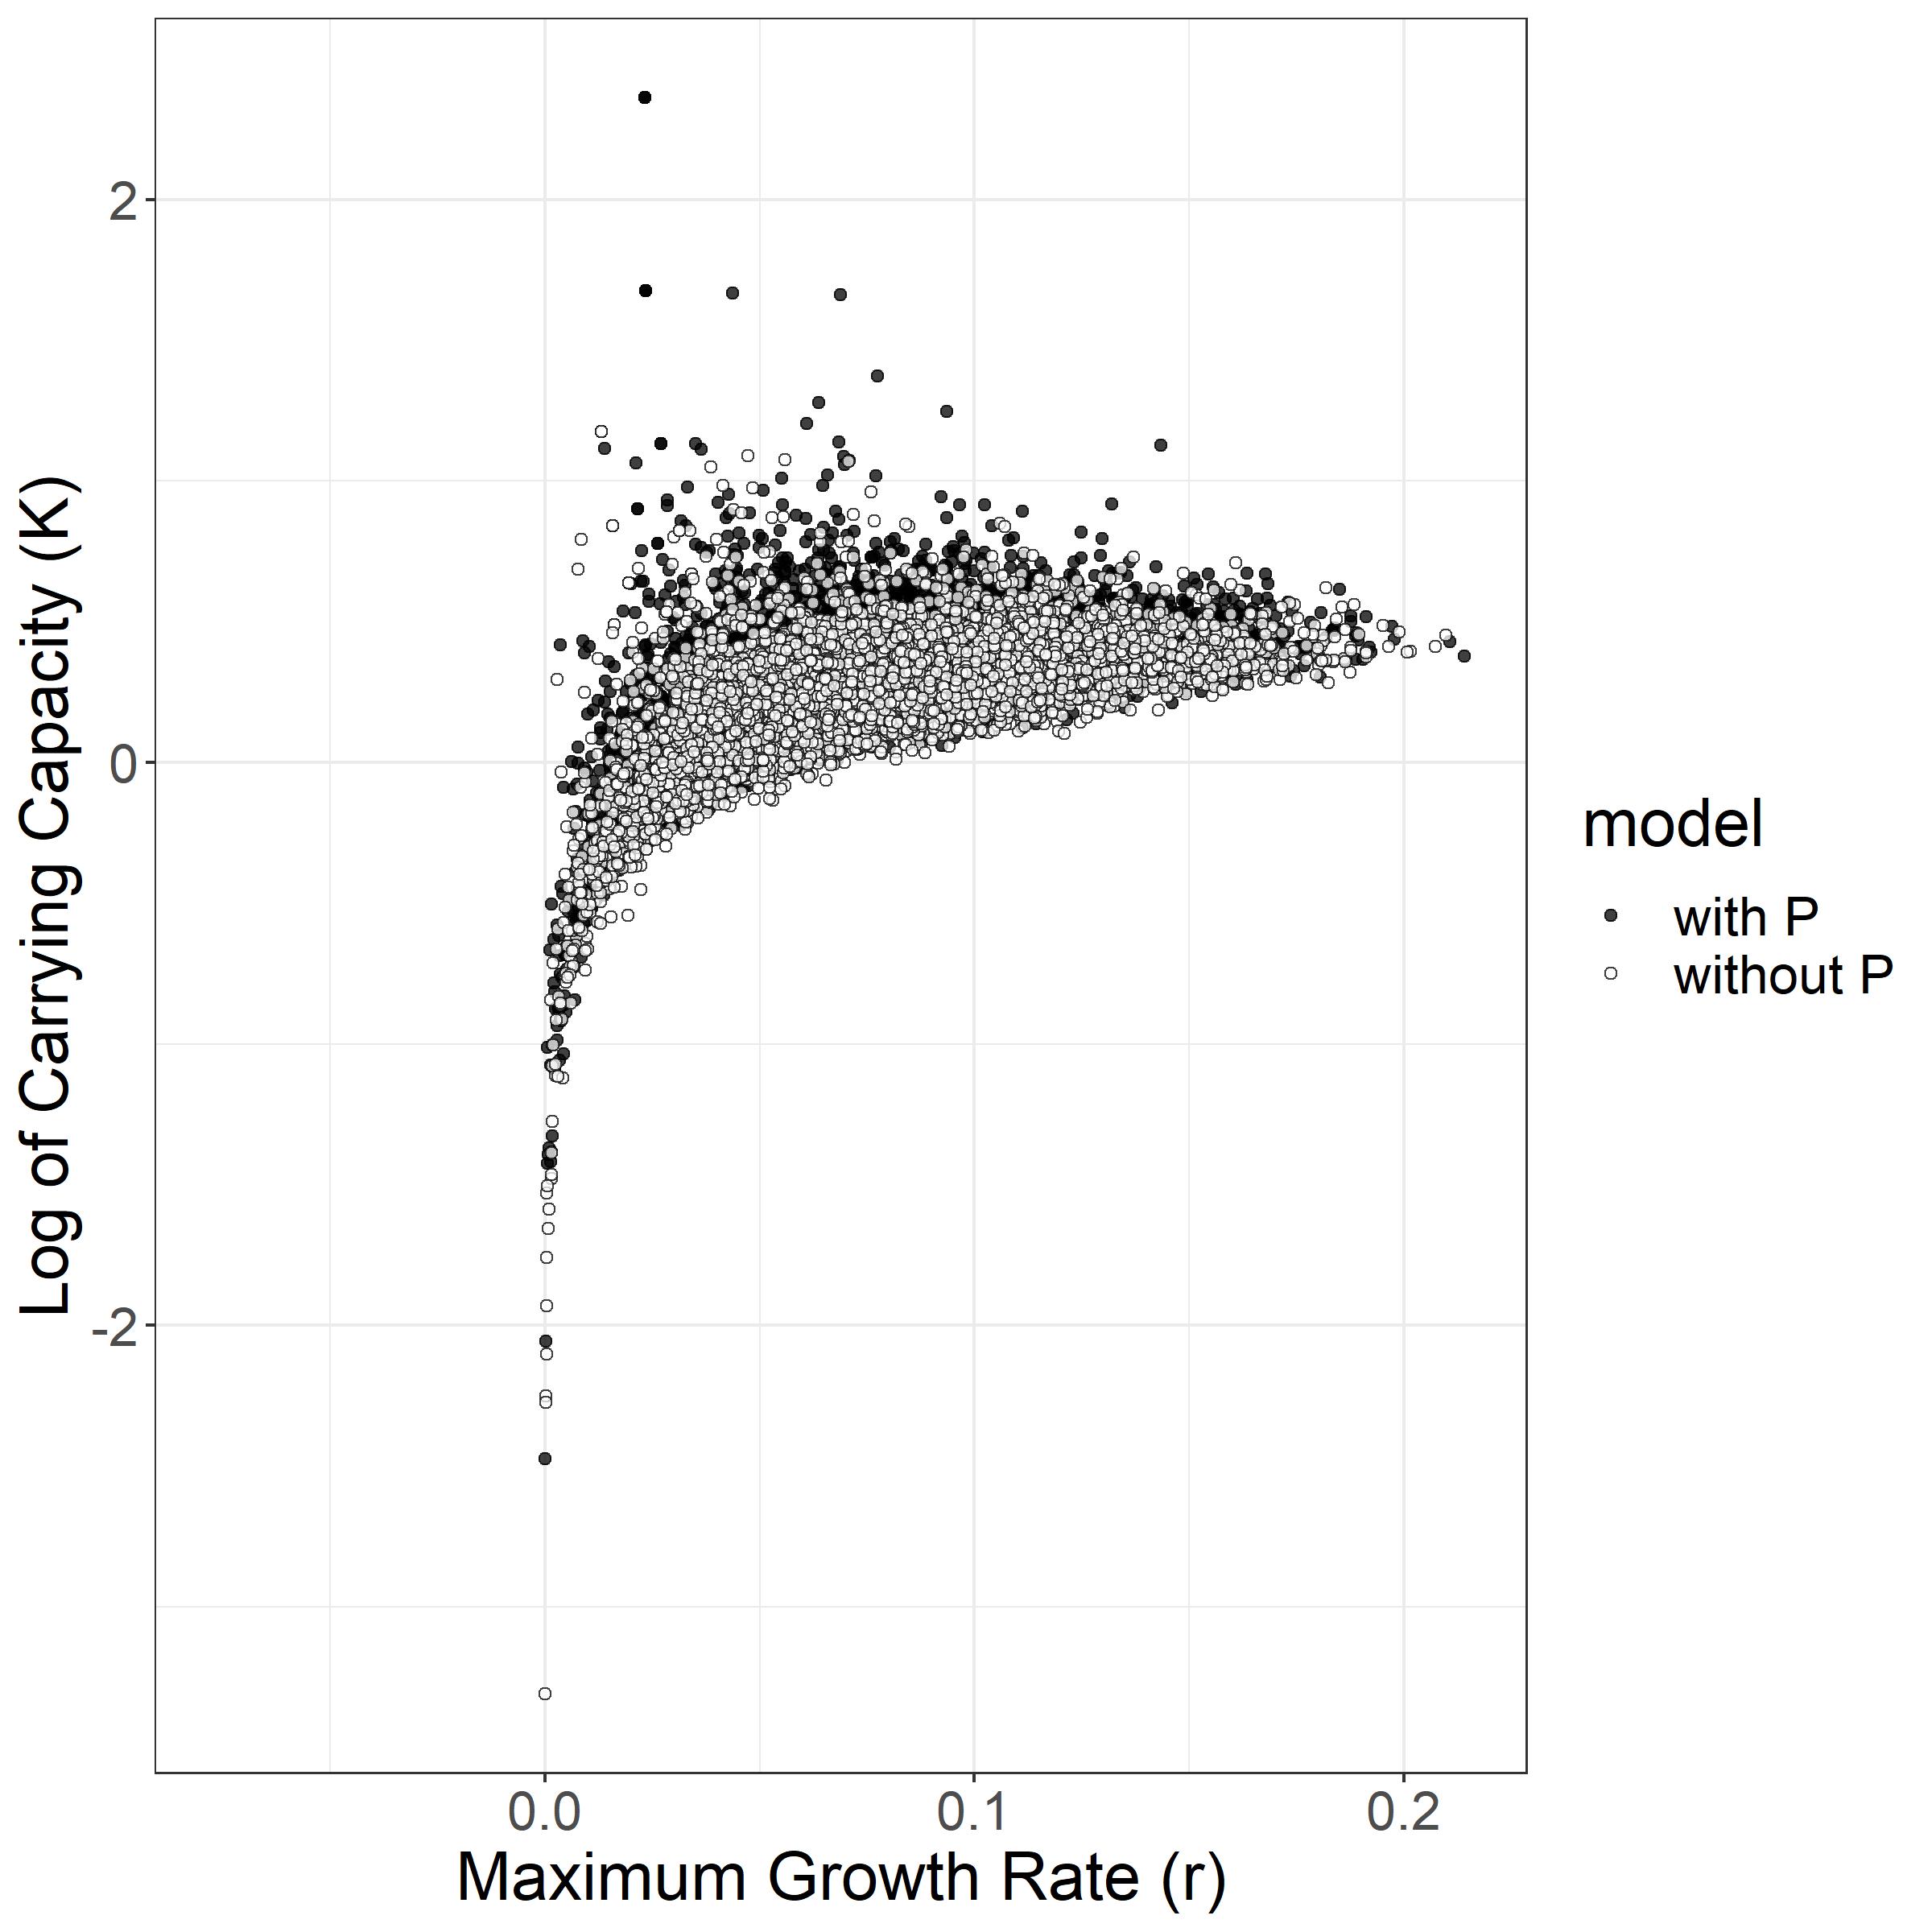 2
0
-2
Log of Carrying Capacity (K)
0.0
0.1
0.2
Maximum Growth Rate (r)
model
with P
without P